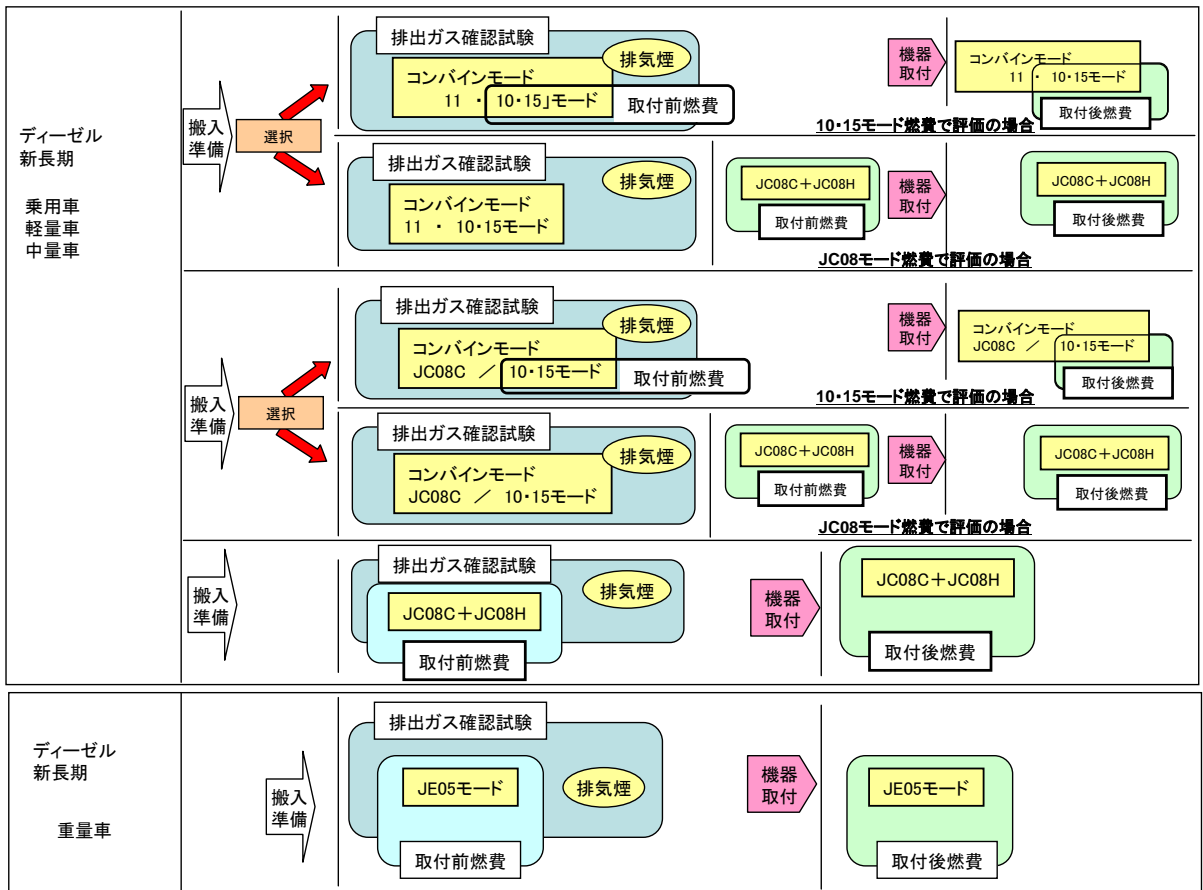 ディーゼル
新長期
乗用車
軽量車
中量車
搬入
準備
選択
排出ガス確認試験
排気煙
コンバインモード
11 ・ 10・15」モード
取付前燃費
機器
取付
コンバインモード
11 ・ 10・15モード
取付後燃費
10・15モード燃費で評価の場合
排出ガス確認試験
排気煙
コンバインモード
11 ・ 10・15モード
JC08C+JC08H
取付前燃費
機器
取付
JC08C+JC08H
取付後燃費
JC08モード燃費で評価の場合
搬入
準備
選択
排出ガス確認試験
排気煙
コンバインモード
JC08C / 10・15モード
取付前燃費
機器
取付
コンバインモード
JC08C / 10・15モード
取付後燃費
10・15モード燃費で評価の場合
排出ガス確認試験
排気煙
コンバインモード
JC08C / 10・15モード
JC08C+JC08H
取付前燃費
機器
取付
JC08C+JC08H
取付後燃費
JC08モード燃費で評価の場合
搬入
準備
排出ガス確認試験
排気煙
JC08C+JC08H
取付前燃費
機器
取付
JC08C+JC08H
取付後燃費
ディーゼル
新長期
重量車
搬入
準備
排出ガス確認試験
JE05モード
排気煙
取付前燃費
機器
取付
JE05モード
取付後燃費